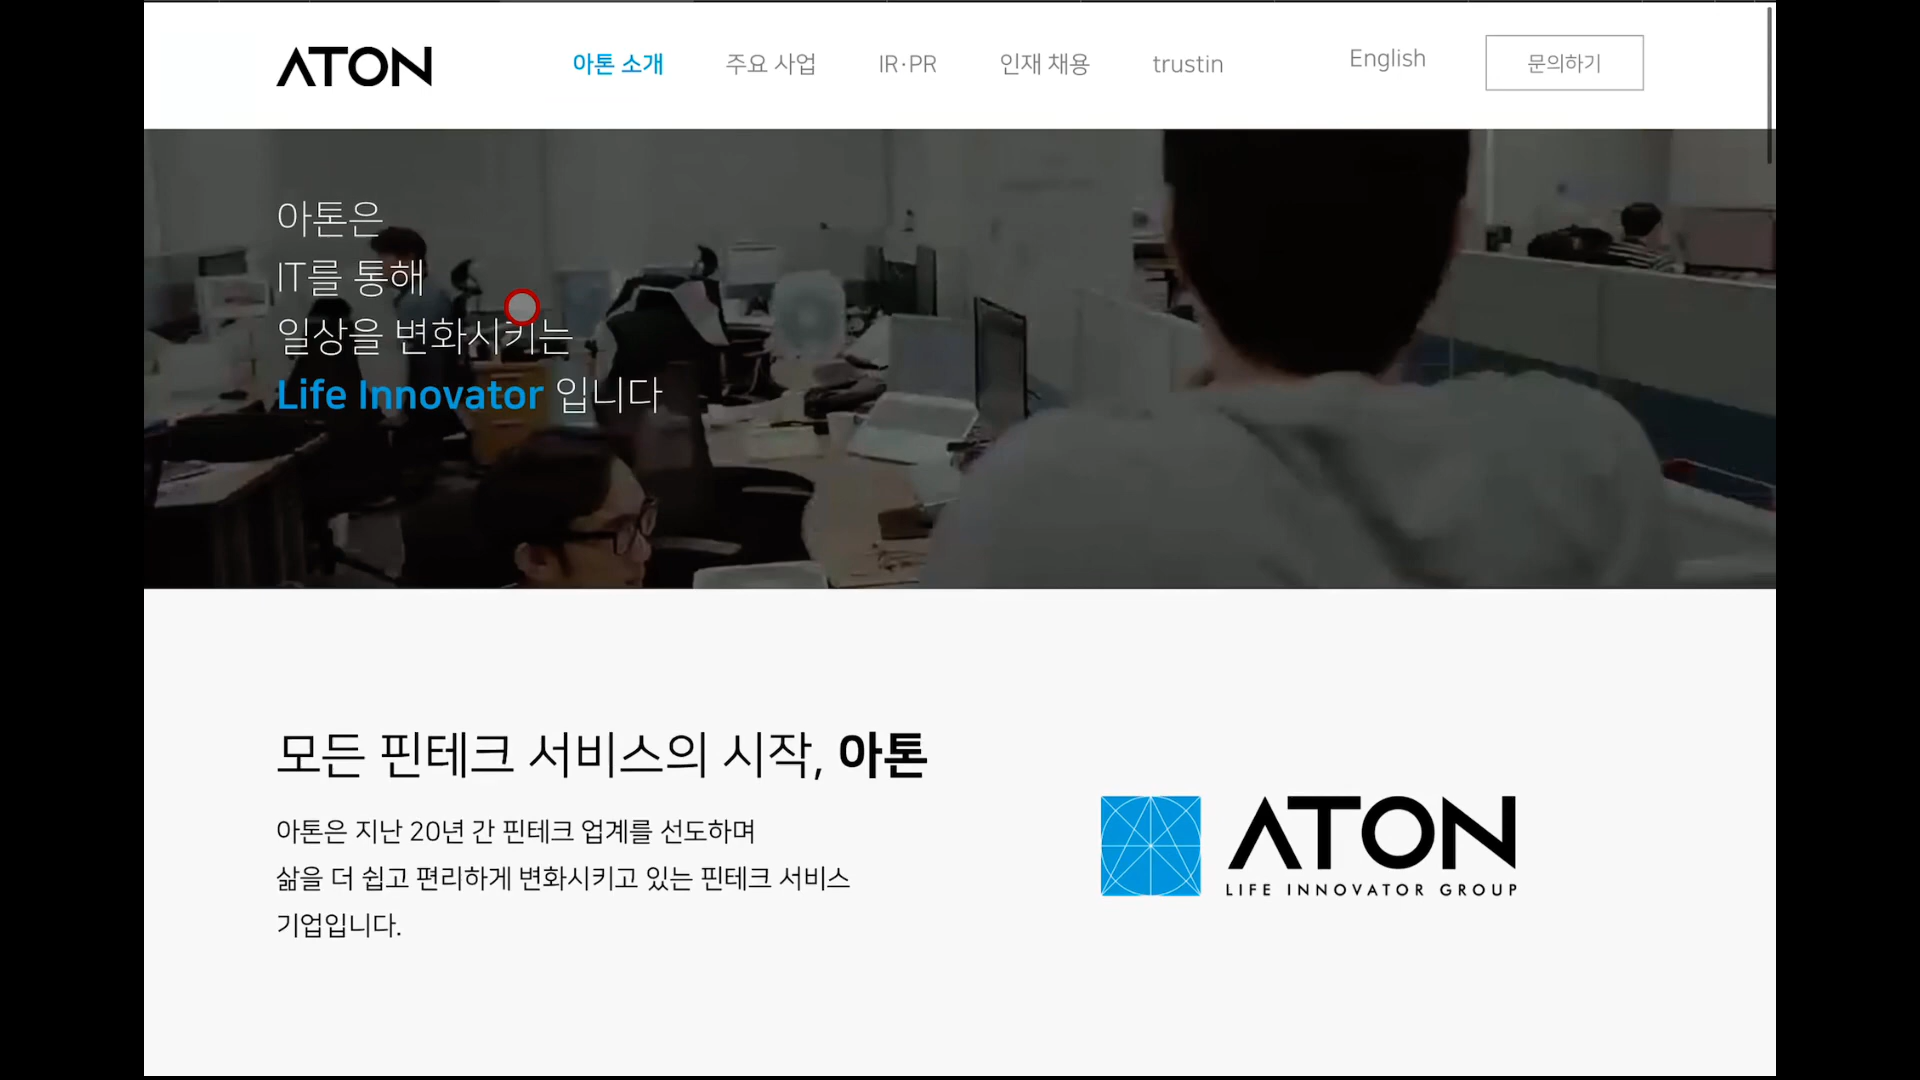 ATON
아톤 소개
주요 사업
IR·PR
인재 채용
trustin
English
문의하기
아톤은
IT를 통해
일상을 변화시키는
Life Innovator 입니다
모든 핀테크 서비스의 시작, 아톤
아톤은 지난 20년 간 핀테크 업계를 선도하며
삶을 더 쉽고 편리하게 변화시키고 있는 핀테크 서비스
기업입니다.
ATON
LIFE INNOVATOR GROUP